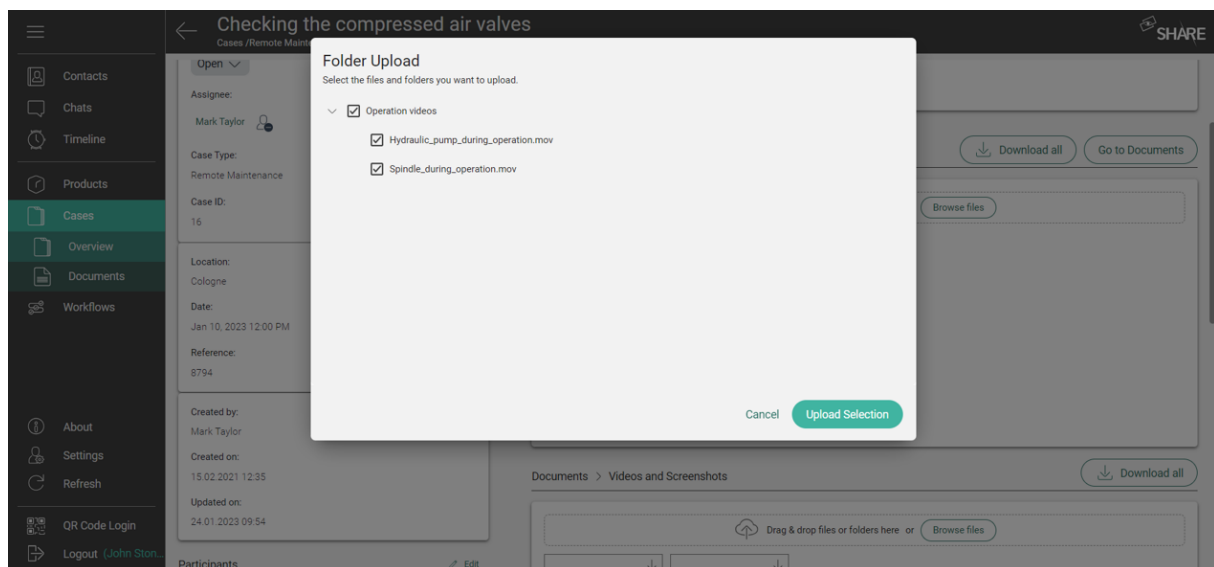 Checking the compressed air valves
Cases /Remote Mainte
SHARE
Contacts
Chats
Timeline
Products
Cases
Overview
Documents
Workflows
About
Settings
Refresh
QR Code Login
Logout (John Ston...
Open
Assignee:
Mark Taylor
Case Type:
Remote Maintenance
Case ID:
16
Location:
Cologne
Date:
Jan 10, 2023 12:00 PM
Reference:
8794
Created by:
Mark Taylor
Created on:
15.02.2021 12:35
Updated on:
24.01.2023 09:54
Participants
Edit
Folder Upload
Select the files and folders you want to upload.
Operation videos
Hydraulic_pump_during_operation.mov
Spindle_during_operation.mov
Cancel
Upload Selection
Download all
Go to Documents
Browse files
Documents > Videos and Screenshots
Download all
Drag & drop files or folders here or Browse files